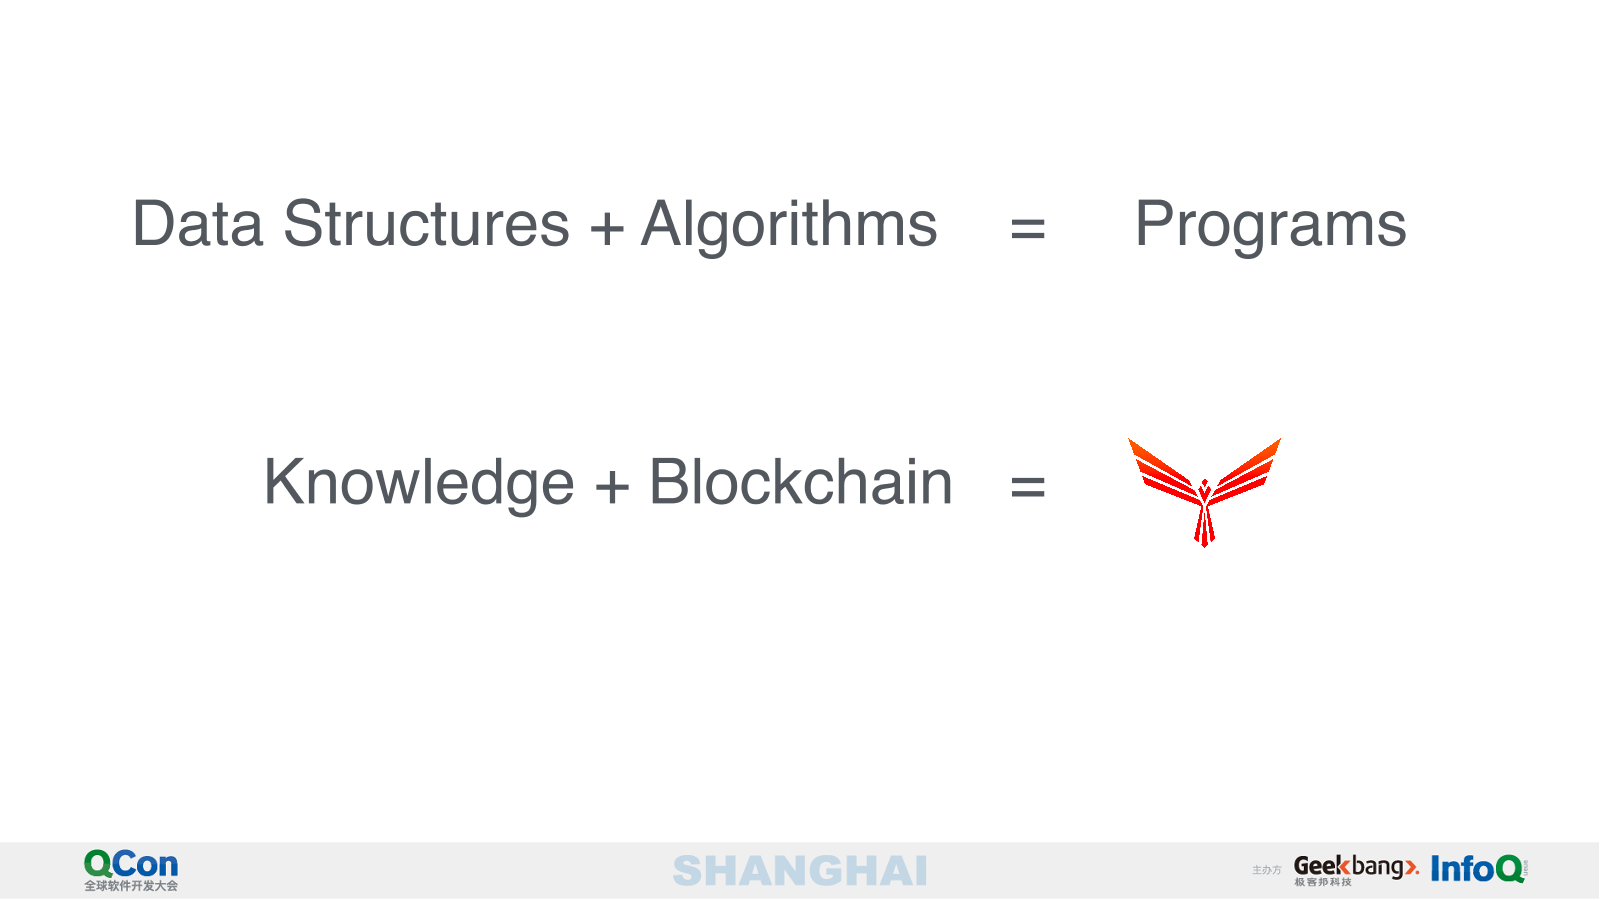 Data Structures + Algorithms = Programs
Knowledge + Blockchain =
QCon
全球软件开发大会
SHANGHAI
主办方
Geekbang
极客邦科技
InfoQ